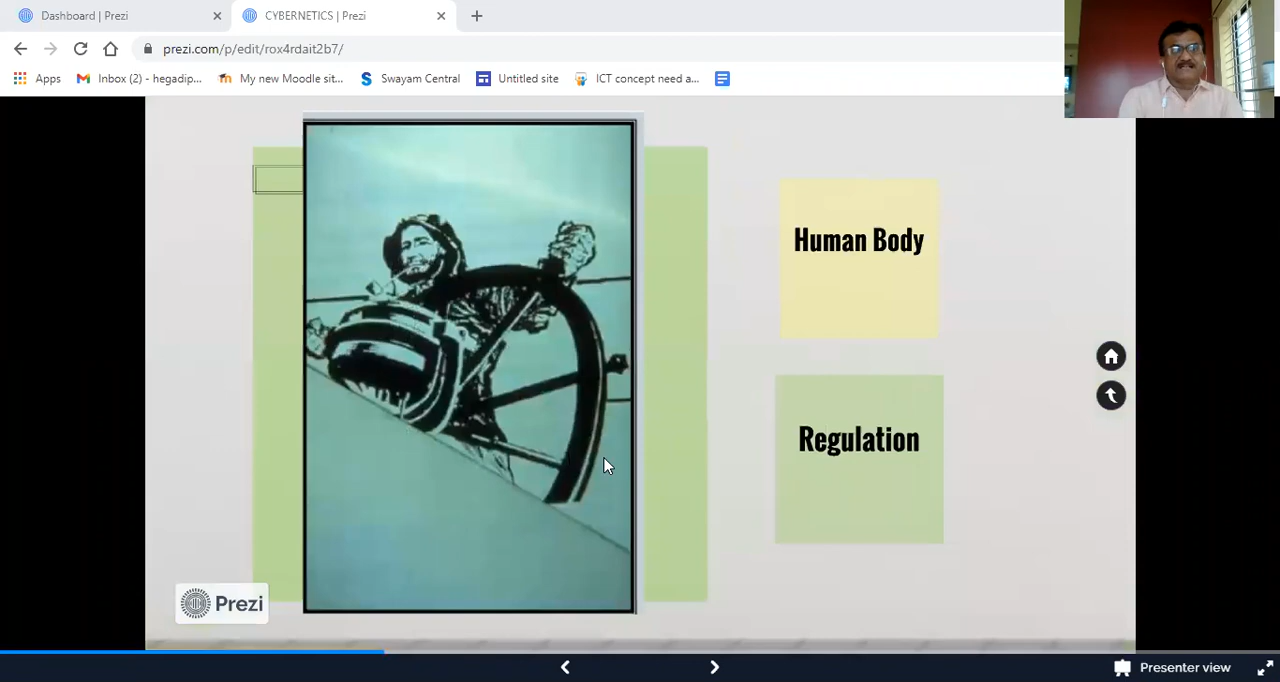 Dashboard | Prezi
CYBERNETICS | Prezi
prezi.com/p/edit/rox4rdait2b7/
Apps
Inbox (2) - hegadip...
My new Moodle sit...
Swayam Central
Untitled site
ICT concept need a...
Human Body
Regulation
Prezi
Presenter view